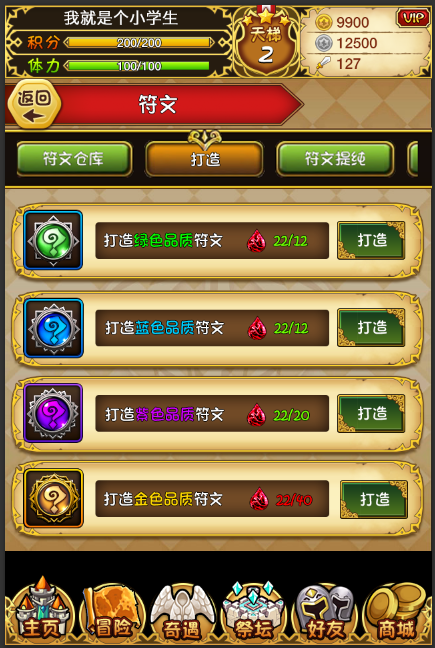 我就是个小学生
积分 200/200
体力 100/100
天梯
2
9900
VIP
12500
127
返回
符文
符文仓库 打造 符文提纯
打造绿色品质符文 22/12 打造
打造蓝色品质符文 22/12 打造
打造紫色品质符文 22/20 打造
打造金色品质符文 22/40 打造
主页 冒险 奇遇 祭坛 好友 商城